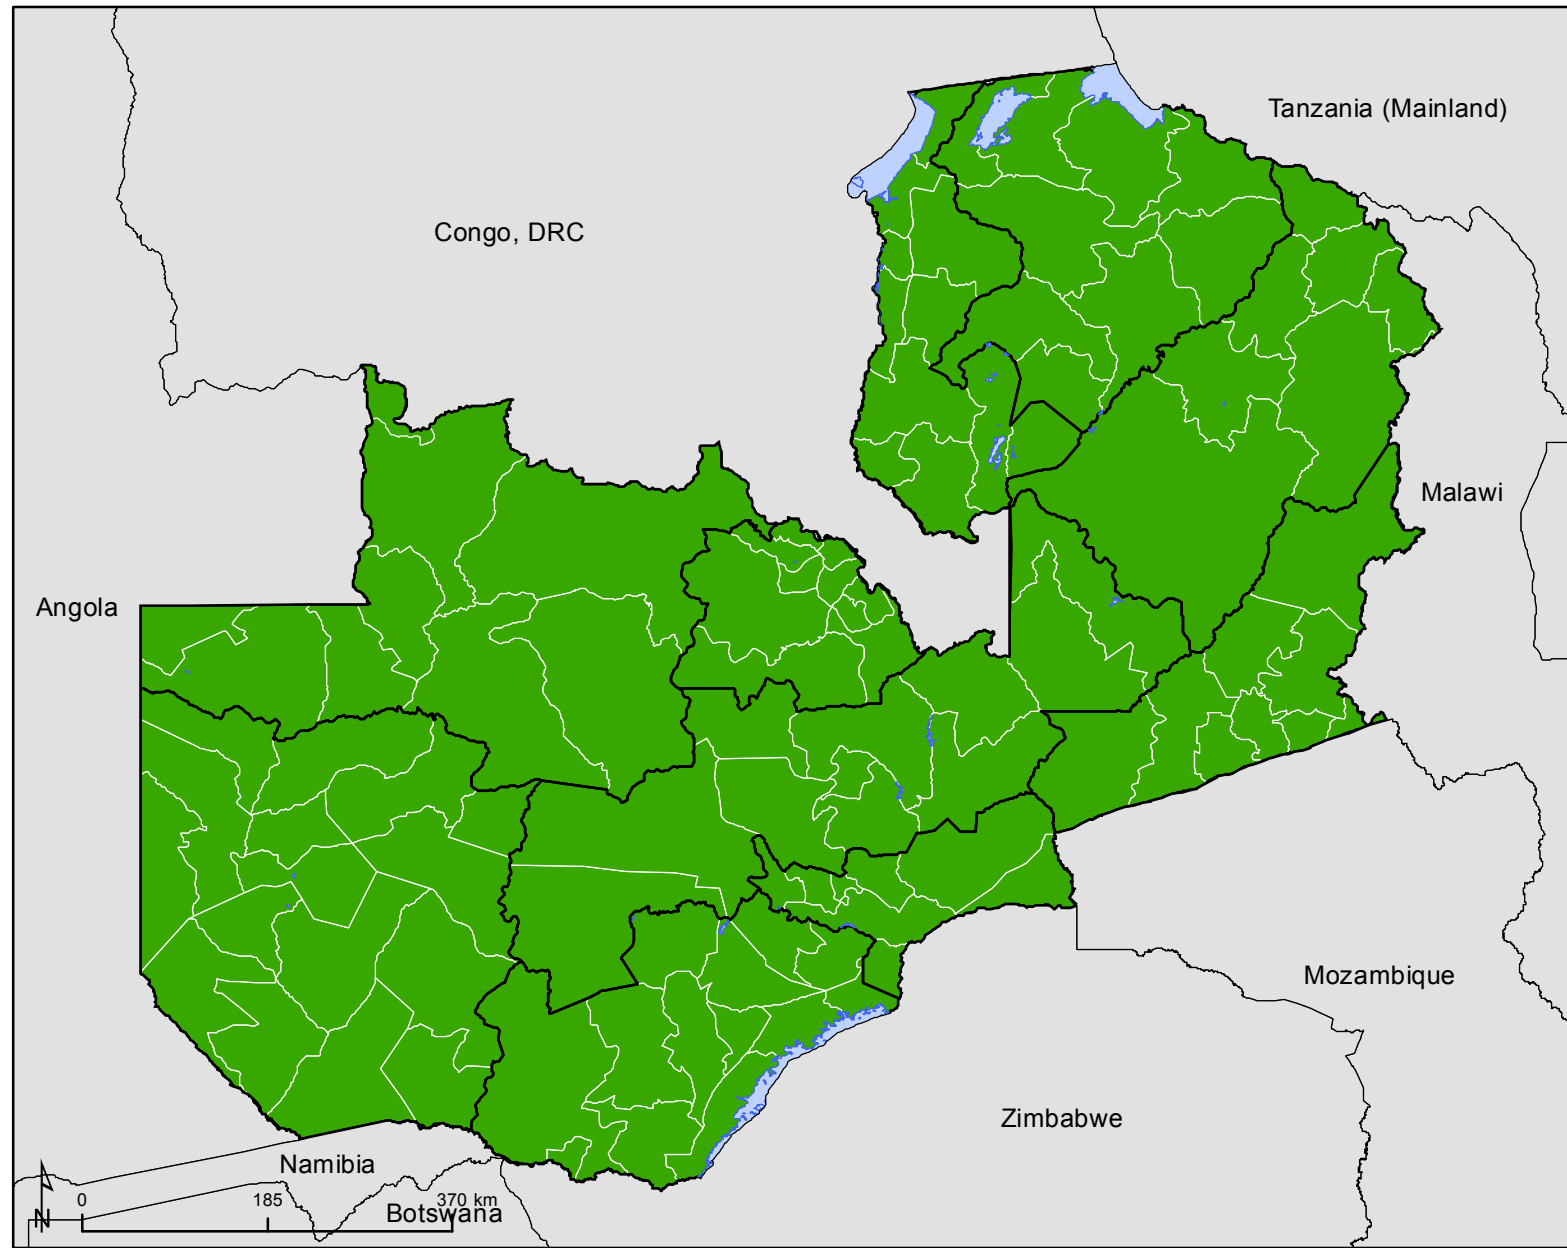 Tanzania (Mainland)
Congo, DRC
Malawi
Angola
Mozambique
Zimbabwe
Namibia
Botswana
N
0 185 370 km